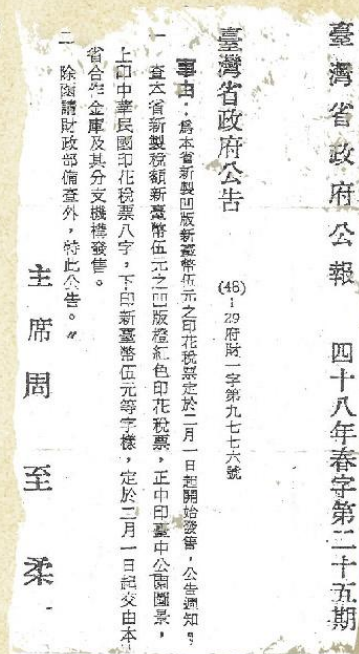 臺灣省政府公報　四十八年春字第二十五期
臺灣省政府公告　(48)1.29府財一字第九七七六號
事由：爲本省新製凹版新臺幣伍元之印花稅票定於二月一日起開始發售，公告週知。
一　查本省新製稅額新臺幣伍元之凹版橙紅色印花稅票，正中印臺中公園圖景，
上印中華民國印花稅票八字，下印新臺幣伍元等字樣，定於二月一日起交由本
省合作金庫及其分支機構發售。
二　除函請財政部備查外，特此公告。〃
主席周至柔